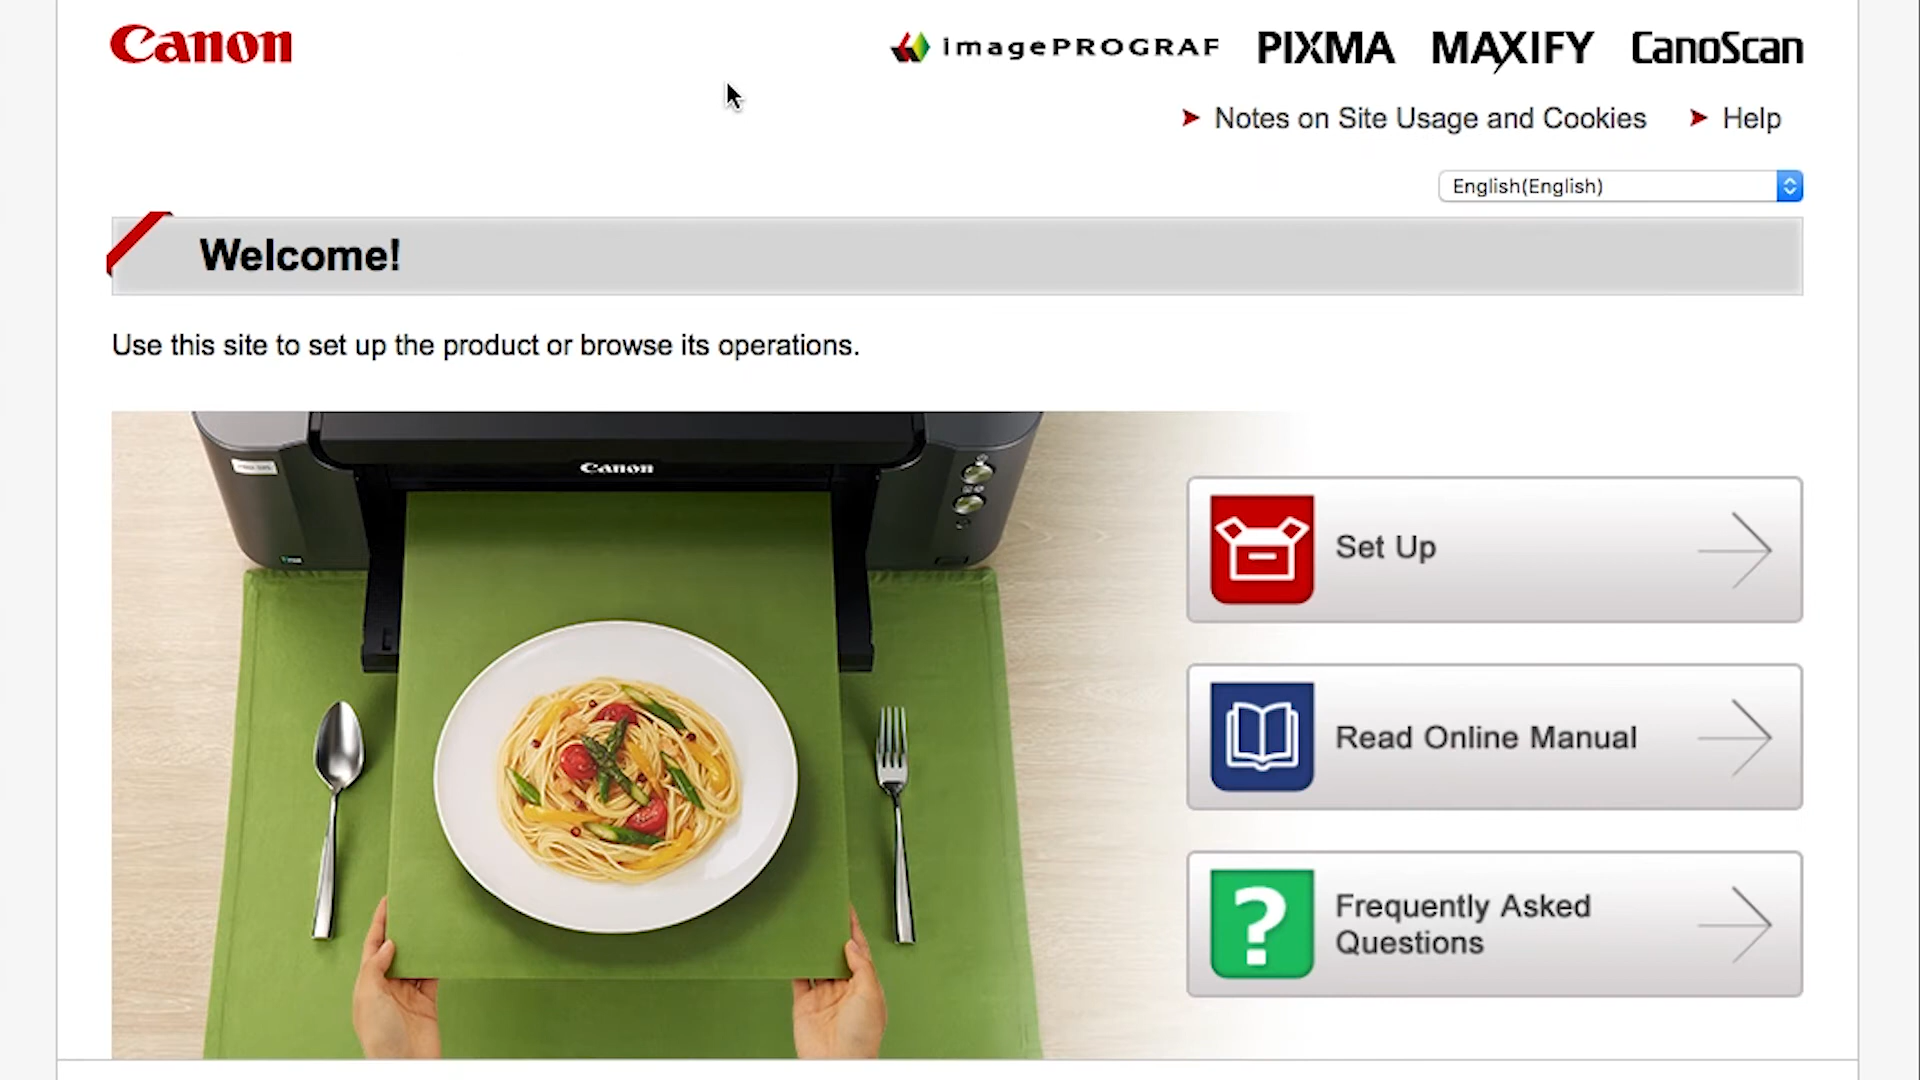 Canon
imagePROGRAF PIXMA MAXIFY CanoScan
Notes on Site Usage and Cookies Help
English(English)
Welcome!
Use this site to set up the product or browse its operations.
Canon
Set Up
Read Online Manual
Frequently Asked
Questions